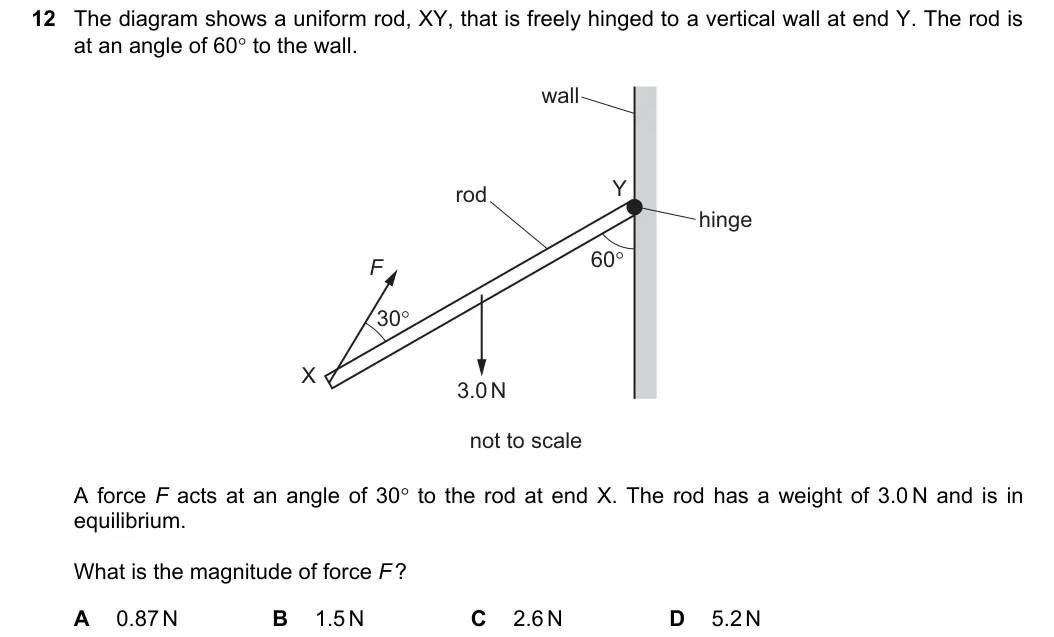 12 The diagram shows a uniform rod, XY, that is freely hinged to a vertical wall at end Y. The rod is
at an angle of 60° to the wall.
wall
Y
rod
hinge
60°
F
30°
X
3.0 N
not to scale
A force F acts at an angle of 30° to the rod at end X. The rod has a weight of 3.0 N and is in
equilibrium.
What is the magnitude of force F?
A 0.87 N B 1.5 N C 2.6 N D 5.2 N